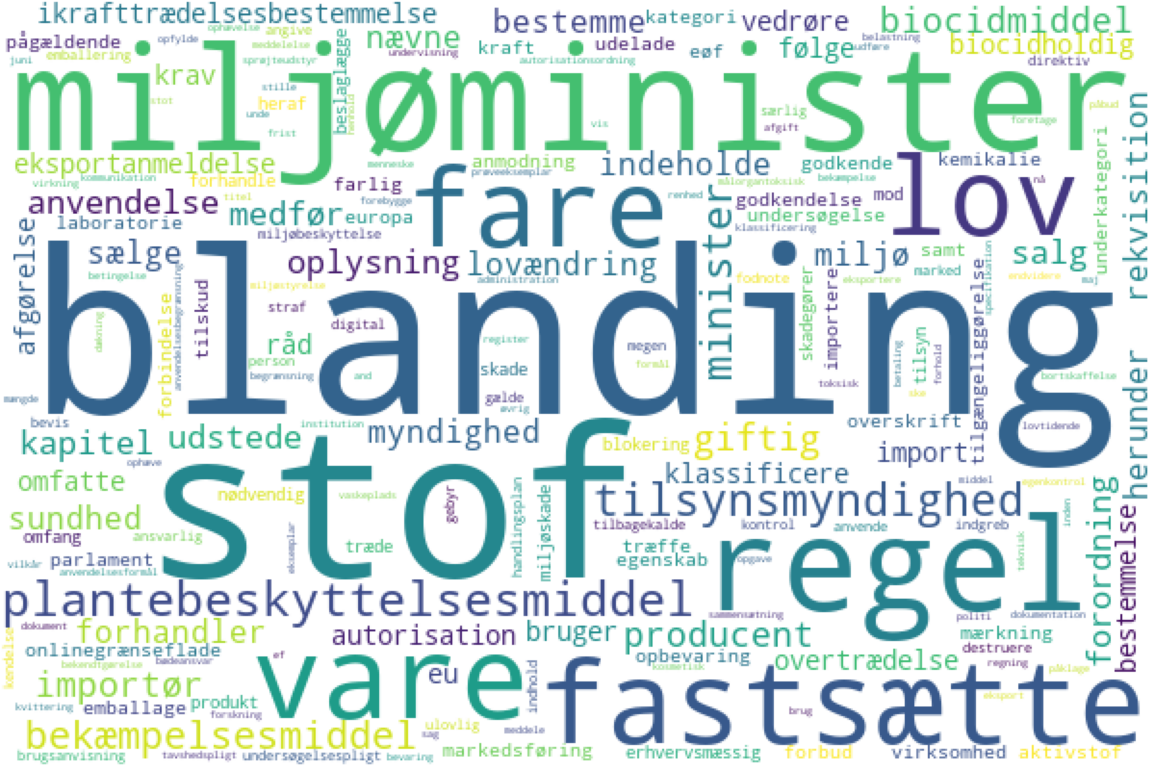 ikrafttrædelsesbestemmelse
bestemme
kategori
vedrøre
biocidmiddel
pågældende
ophævelse
angive
opfylde
meddelelse
nævne
undervisning
kraft
udelade
eøf
følge
belastning
udføre
biocidholdig
direktiv
emballering
juni
sprøjteudstyr
beslaglægge
autorisationsordning
miljøminister
krav
stille
stot
heraf
unde
frist
henhold
særlig
vis
afgift
påbud
foretage
eksportanmeldelse
menneske
anmodning
indeholde
godkende
kemikalie
lov
nå
virkning
kommunikation
forhandle
titel
farlig
forebygge
prøveeksemplar
renhed
målorgantoksisk
bekæmpelse
godkendelse
mod
underkategori
rekvisition
anvendelse
medfør
europa
fare
undersøgelse
klassificering
laboratorie
miljøbeskyttelse
minister
afgørelse
sælge
oplysning
lovændring
miljø
samt
salg
betingelse
anvendelsesbegrænsning
miljøstyrelse
administration
fodnote
marked
eksportere
specifikation
endvidere
maj
blanding
forbindelse
tilskud
straf
digital
dækning
råd
person
begrænsning
and
register
skade
megen
formål
skadegører
importere
toksisk
betaling
tilsyn
ske
forhold
tilgængeliggørelse
bortskaffelse
mængde
gælde
øvrig
bevis
institution
overskrift
lovtidende
herunder
kapitel
udstede
myndighed
blokering
giftig
import
ophæve
klassificere
middel
egenkontrol
omfatte
nødvendig
vaskeplads
stof
gebyr
handlingsplan
miljøskade
tilsynsmyndighed
sundhed
ansvarlig
omfang
eksemplar
træde
tilbagekalde
kontrol
anvende
indgreb
inden
teknisk
forordning
bestemmelse
vilkår
parlament
anvendelsesformål
træffe
egenskab
opgave
regel
plantebeskyttelsesmiddel
sammensætning
politi
dokumentation
dokument
forhandler
autorisation
bruger
producent
mærkning
kendelse
onlinegrænseflade
bekendtgørelse
bødeansvar
ef
opbevaring
kosmetisk
overtrædelse
destruere
regning
påklage
importør
vare
eu
indhold
fastsætte
kvittering
emballage
produkt
forskning
brug
eksport
bekæmpelsesmiddel
ulovlig
sag
meddele
brugsanvisning
tavshedspligt
undersøgelsespligt
bevaring
markedsføring
erhvervsmæssig
forbud
virksomhed
aktivstof